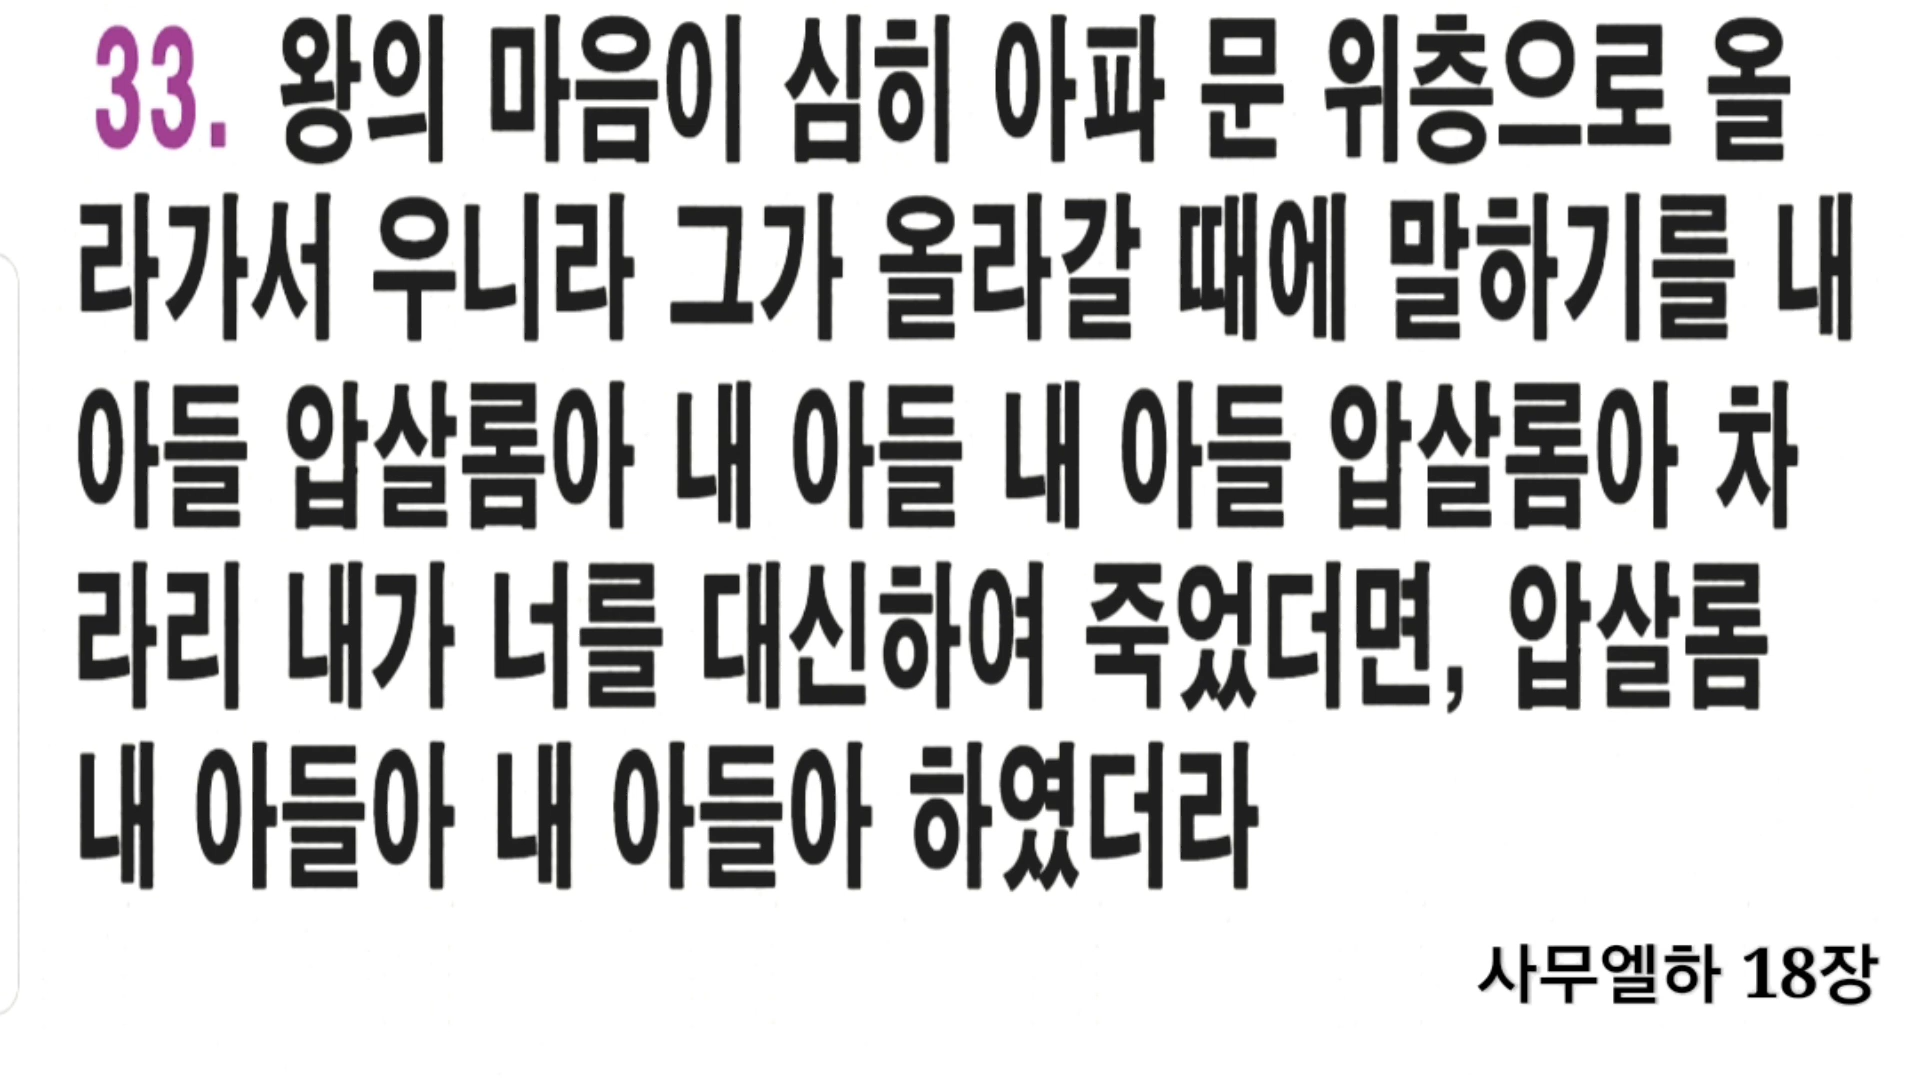 33. 왕의 마음이 심히 아파 문 위층으로 올
라가서 우니라 그가 올라갈 때에 말하기를 내
아들 압살롬아 내 아들 내 아들 압살롬아 차
라리 내가 너를 대신하여 죽었더면, 압살롬
내 아들아 내 아들아 하였더라
사무엘하 18장